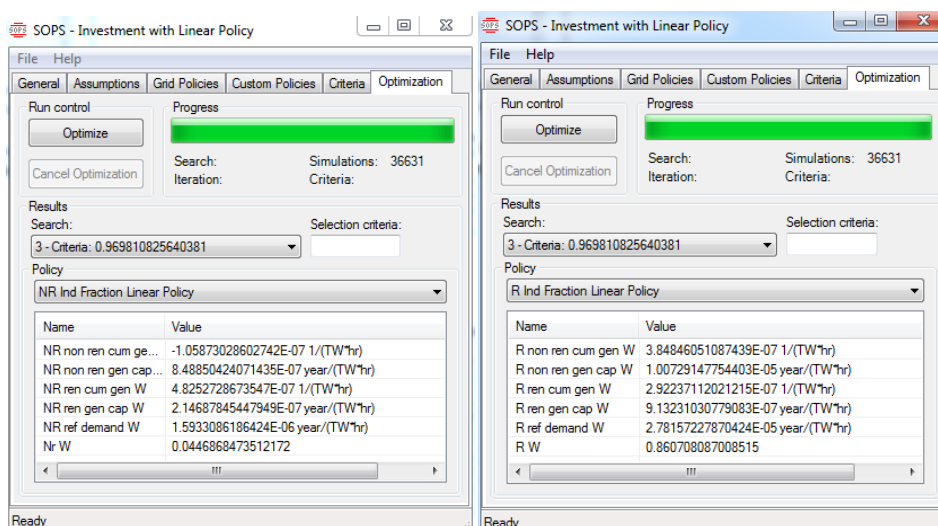 SOPS - Investment with Linear Policy
File Help
General Assumptions Grid Policies Custom Policies Criteria Optimization
Run control
Optimize
Cancel Optimization
Progress
Search: Simulations: 36631
Iteration: Criteria:
Results
Search: Selection criteria:
3 - Criteria: 0.969810825640381
Policy
NR Ind Fraction Linear Policy
Name Value
NR non ren cum ge... -1.05873028602742E-07 1/(TW*hr)
NR non ren gen cap... 8.48850424071435E-07 year/(TW*hr)
NR ren cum gen W 4.8252728673547E-07 1/(TW*hr)
NR ren gen cap W 2.14687845447949E-07 year/(TW*hr)
NR ref demand W 1.5933086186424E-06 year/(TW*hr)
Nr W 0.0446868473512172
Ready
SOPS - Investment with Linear Policy
File Help
General Assumptions Grid Policies Custom Policies Criteria Optimization
Run control
Optimize
Cancel Optimization
Progress
Search: Simulations: 36631
Iteration: Criteria:
Results
Search: Selection criteria:
3 - Criteria: 0.969810825640381
Policy
R Ind Fraction Linear Policy
Name Value
R non ren cum gen W 3.84846051087439E-07 1/(TW*hr)
R non ren gen cap W 1.00729147754403E-05 year/(TW*hr)
R ren cum gen W 2.92237112021215E-07 1/(TW*hr)
R ren gen cap W 9.13231030779083E-07 year/(TW*hr)
R ref demand W 2.78157227870424E-05 year/(TW*hr)
R W 0.860708087008515
Ready